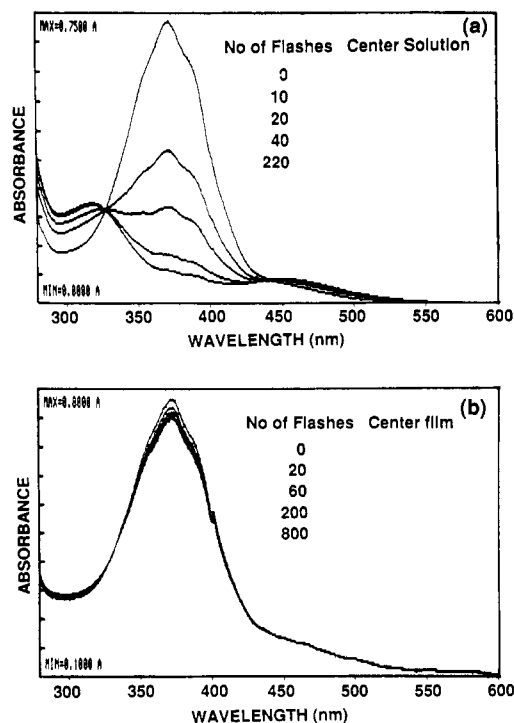 MAX=0.7500 A
(a)
No of Flashes Center Solution
0
10
20
40
220
ABSORBANCE
MIN=0.0000 A
300 350 400 450 500 550 600
WAVELENGTH (nm)
MAX=0.8000 A
(b)
No of Flashes Center film
0
20
60
200
800
ABSORBANCE
MIN=0.1000 A
300 350 400 450 500 550 600
WAVELENGTH (nm)